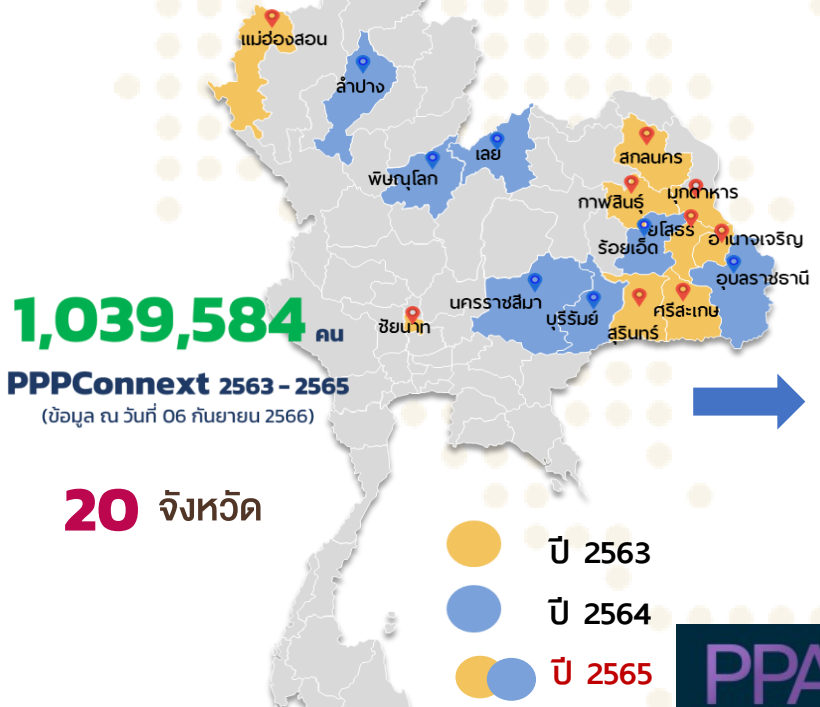 แม่ฮ่องสอน
ลำปาง
พิษณุโลก
เลย
สกลนคร
กาฬสินธุ์
มุกดาหาร
ยโสธร
ร้อยเอ็ด
อำนาจเจริญ
อุบลราชธานี
นครราชสีมา
บุรีรัมย์
สุรินทร์
ศรีสะเกษ
ชัยนาท
1,039,584 คน
PPPConnext 2563 - 2565
(ข้อมูล ณ วันที่ 06 กันยายน 2566)
20 จังหวัด
ปี 2563
ปี 2564
ปี 2565
PPA